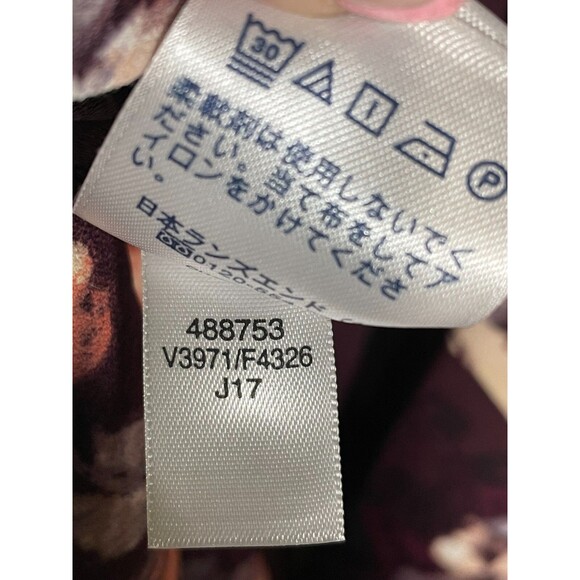 30
P
柔軟剤は使用しないでく
ださい。当て布をしてア
イロンをかけてくださ
い。
日本ランズエンド
0120-
488753
V3971/F4326
J17